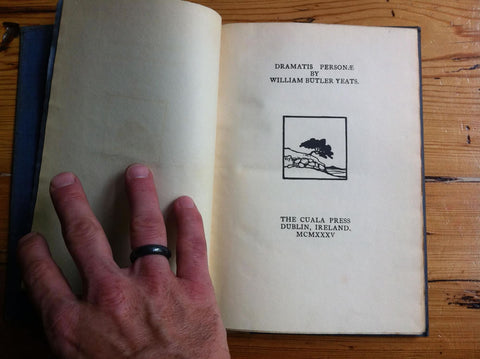 DRAMATIS PERSONÆ
BY
WILLIAM BUTLER YEATS.
THE CUALA PRESS
DUBLIN, IRELAND.
MCMXXXV